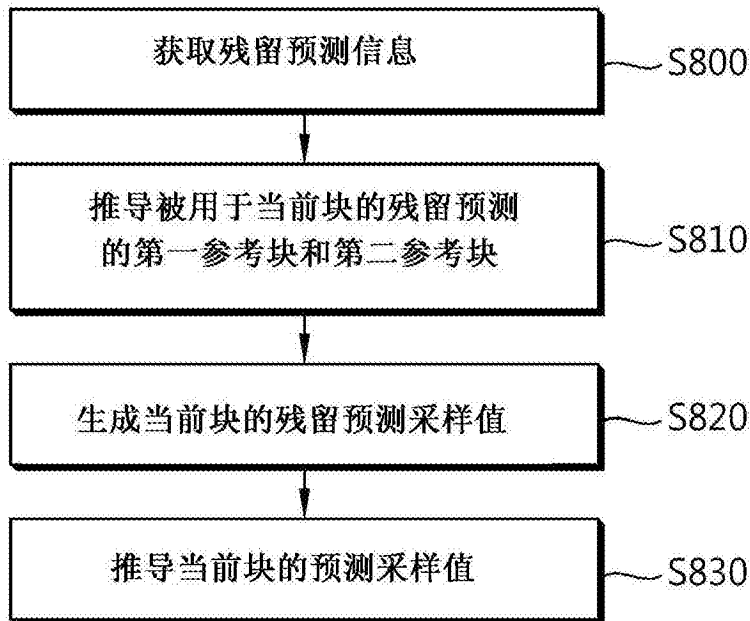 获取残留预测信息
S800
推导被用于当前块的残留预测
的第一参考块和第二参考块
S810
生成当前块的残留预测采样值
S820
推导当前块的预测采样值
S830